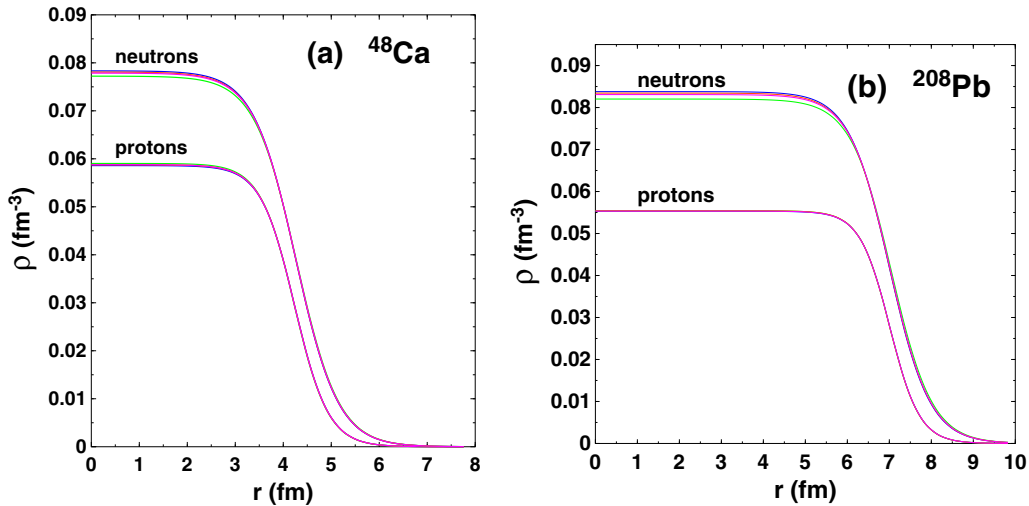 (a) ⁴⁸Ca
neutrons
protons
ρ (fm⁻³)
0.09
0.08
0.07
0.06
0.05
0.04
0.03
0.02
0.01
0
0 1 2 3 4 5 6 7 8
r (fm)
(b) ²⁰⁸Pb
neutrons
protons
ρ (fm⁻³)
0.09
0.08
0.07
0.06
0.05
0.04
0.03
0.02
0.01
0
0 1 2 3 4 5 6 7 8 9 10
r (fm)